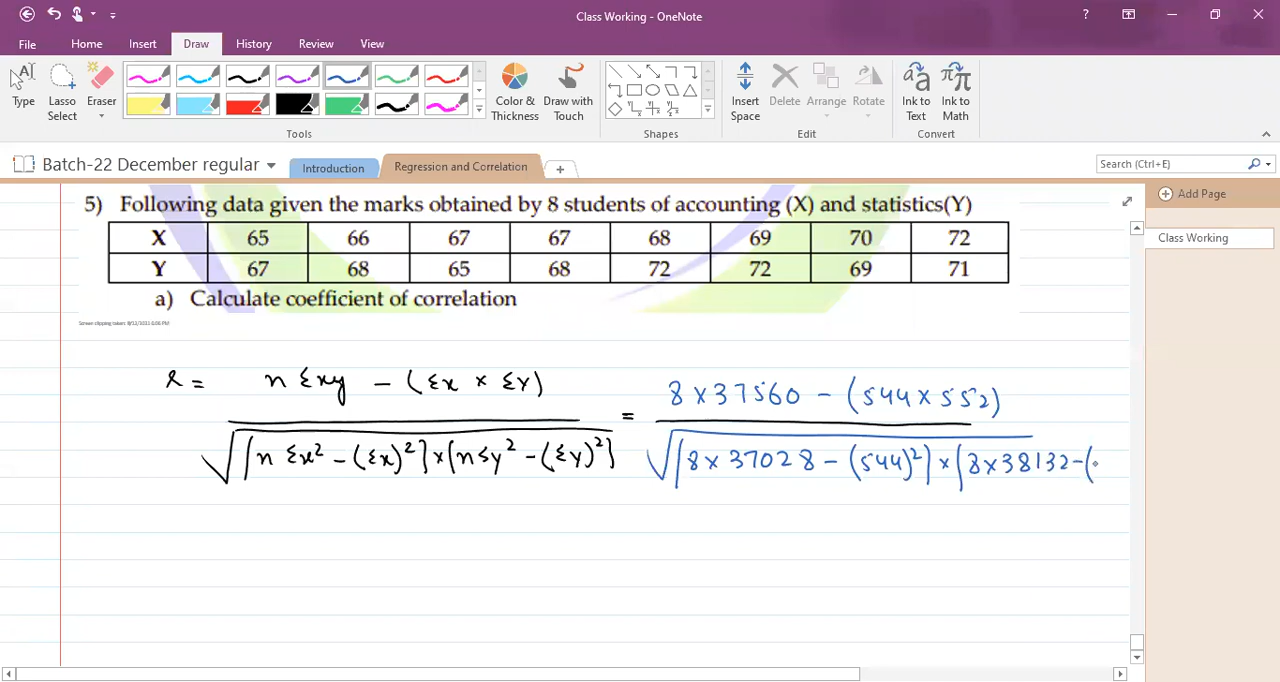 Class Working - OneNote
?
File Home Insert Draw History Review View
Type Lasso Select Eraser Color & Thickness Draw with Touch Insert Space Delete Arrange Rotate Ink to Text Ink to Math
Tools Shapes Edit Convert
Batch-22 December regular Introduction Regression and Correlation + Search (Ctrl+E)
Add Page
Class Working
5) Following data given the marks obtained by 8 students of accounting (X) and statistics(Y)
X 65 66 67 67 68 69 70 72
Y 67 68 65 68 72 72 69 71
a) Calculate coefficient of correlation
r = n Σxy - (Σx × Σy) = 8 × 37560 - (544 × 552)
√[n Σx² - (Σx)²] × [n Σy² - (Σy)²] √[8 × 37028 - (544)²] × [8 × 38132 - (